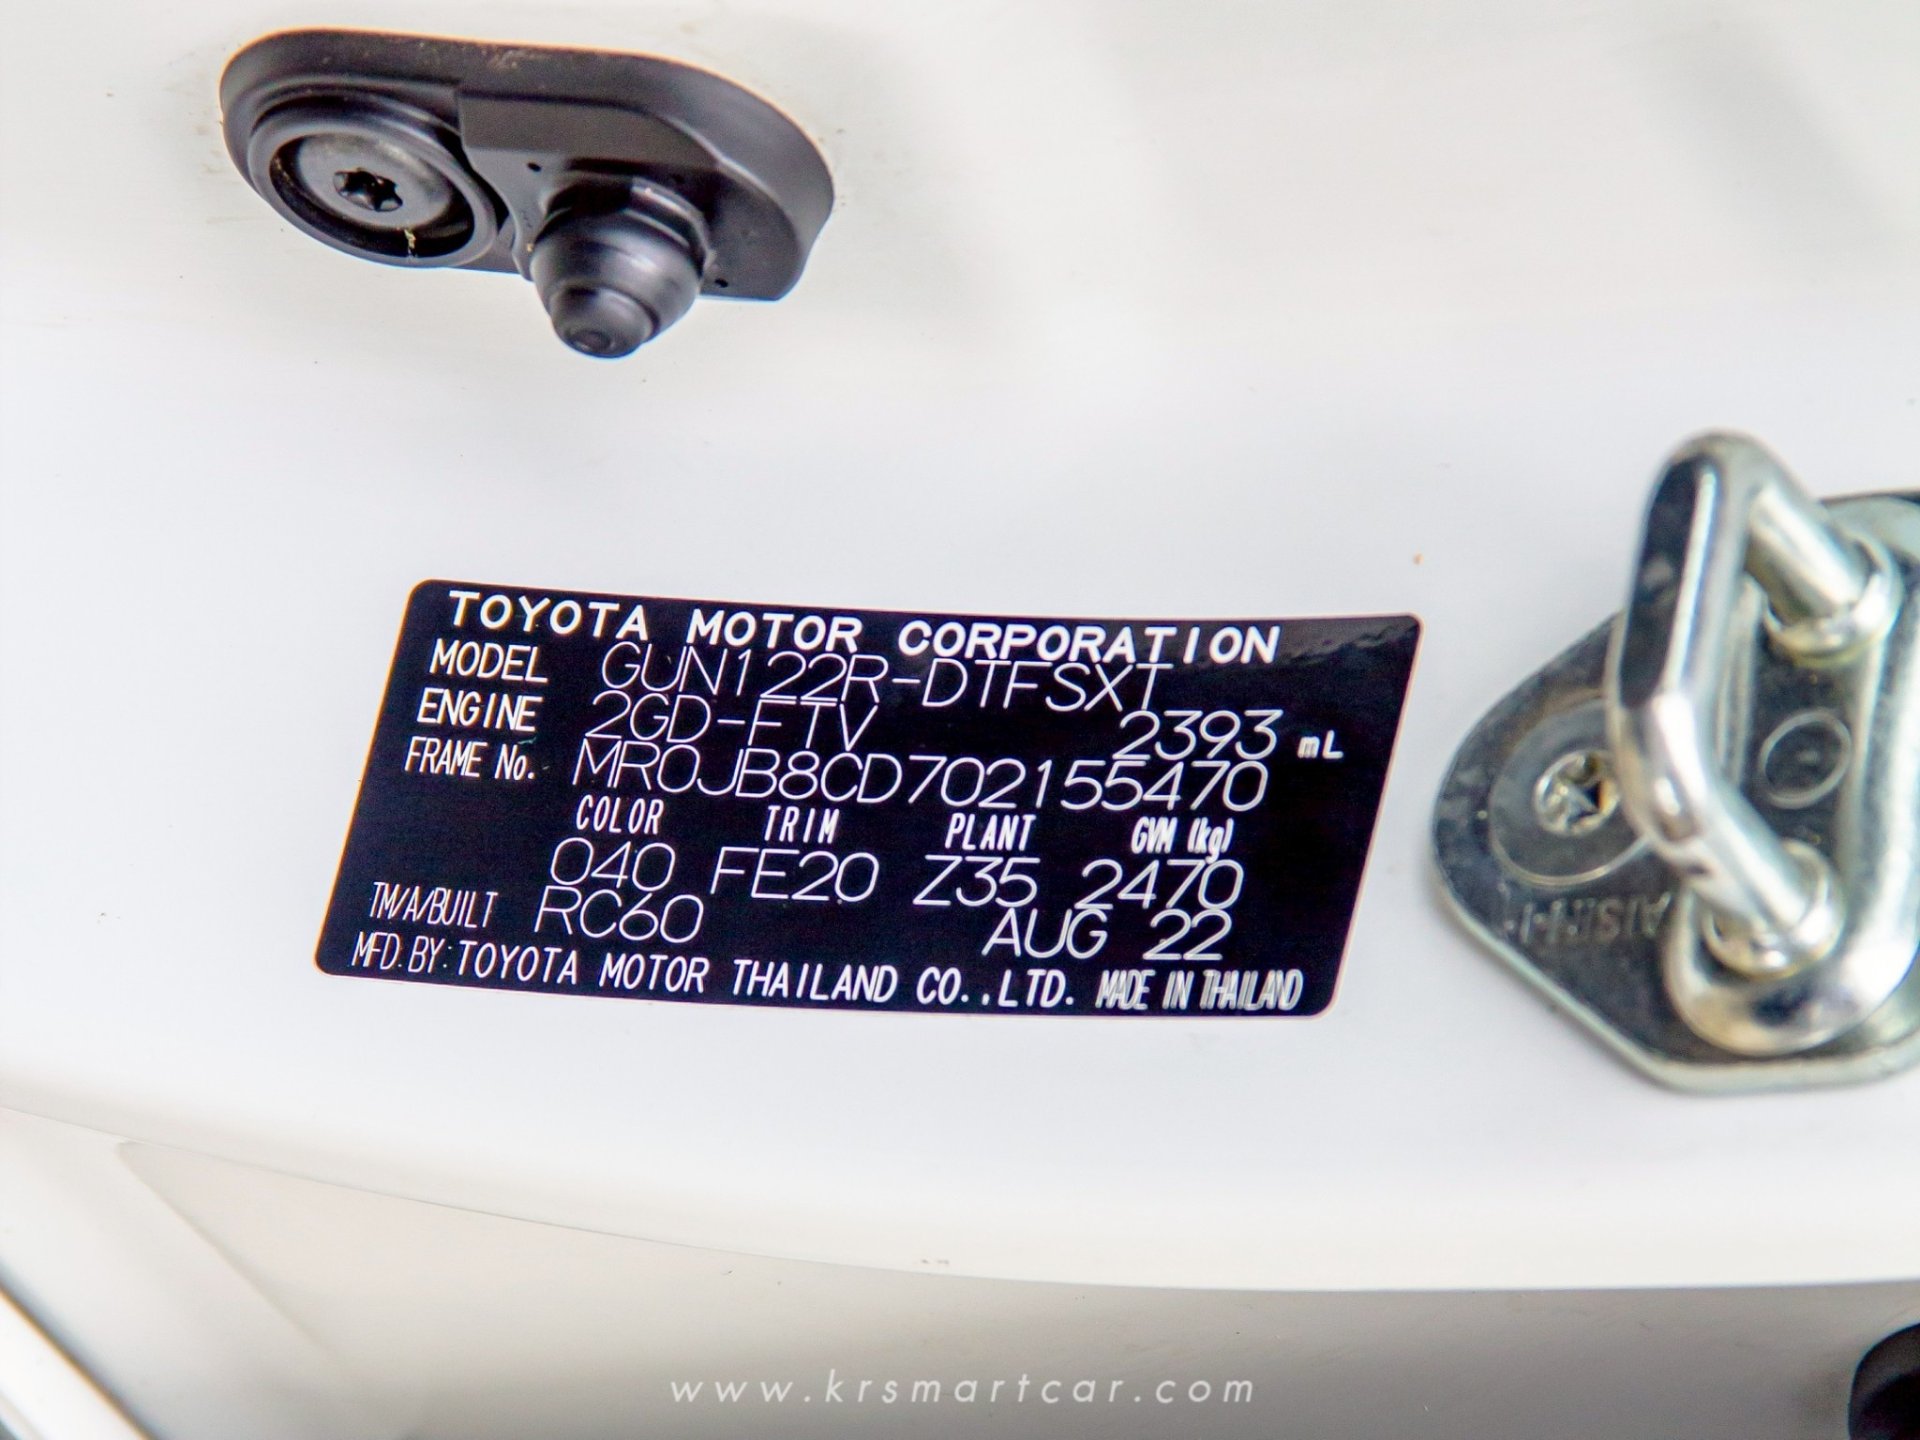 TOYOTA MOTOR CORPORATION
MODEL GUN122R-DTFSXT
ENGINE 2GD-FTV 2393 mL
FRAME No. MR0JB8CD702155470
COLOR TRIM PLANT GVM (kg)
040 FE20 Z35 2470
TM/A/BUILT RC60 AUG 22
MFD. BY: TOYOTA MOTOR THAILAND CO.,LTD. MADE IN THAILAND
AISIN-H
www.krsmartcar.com